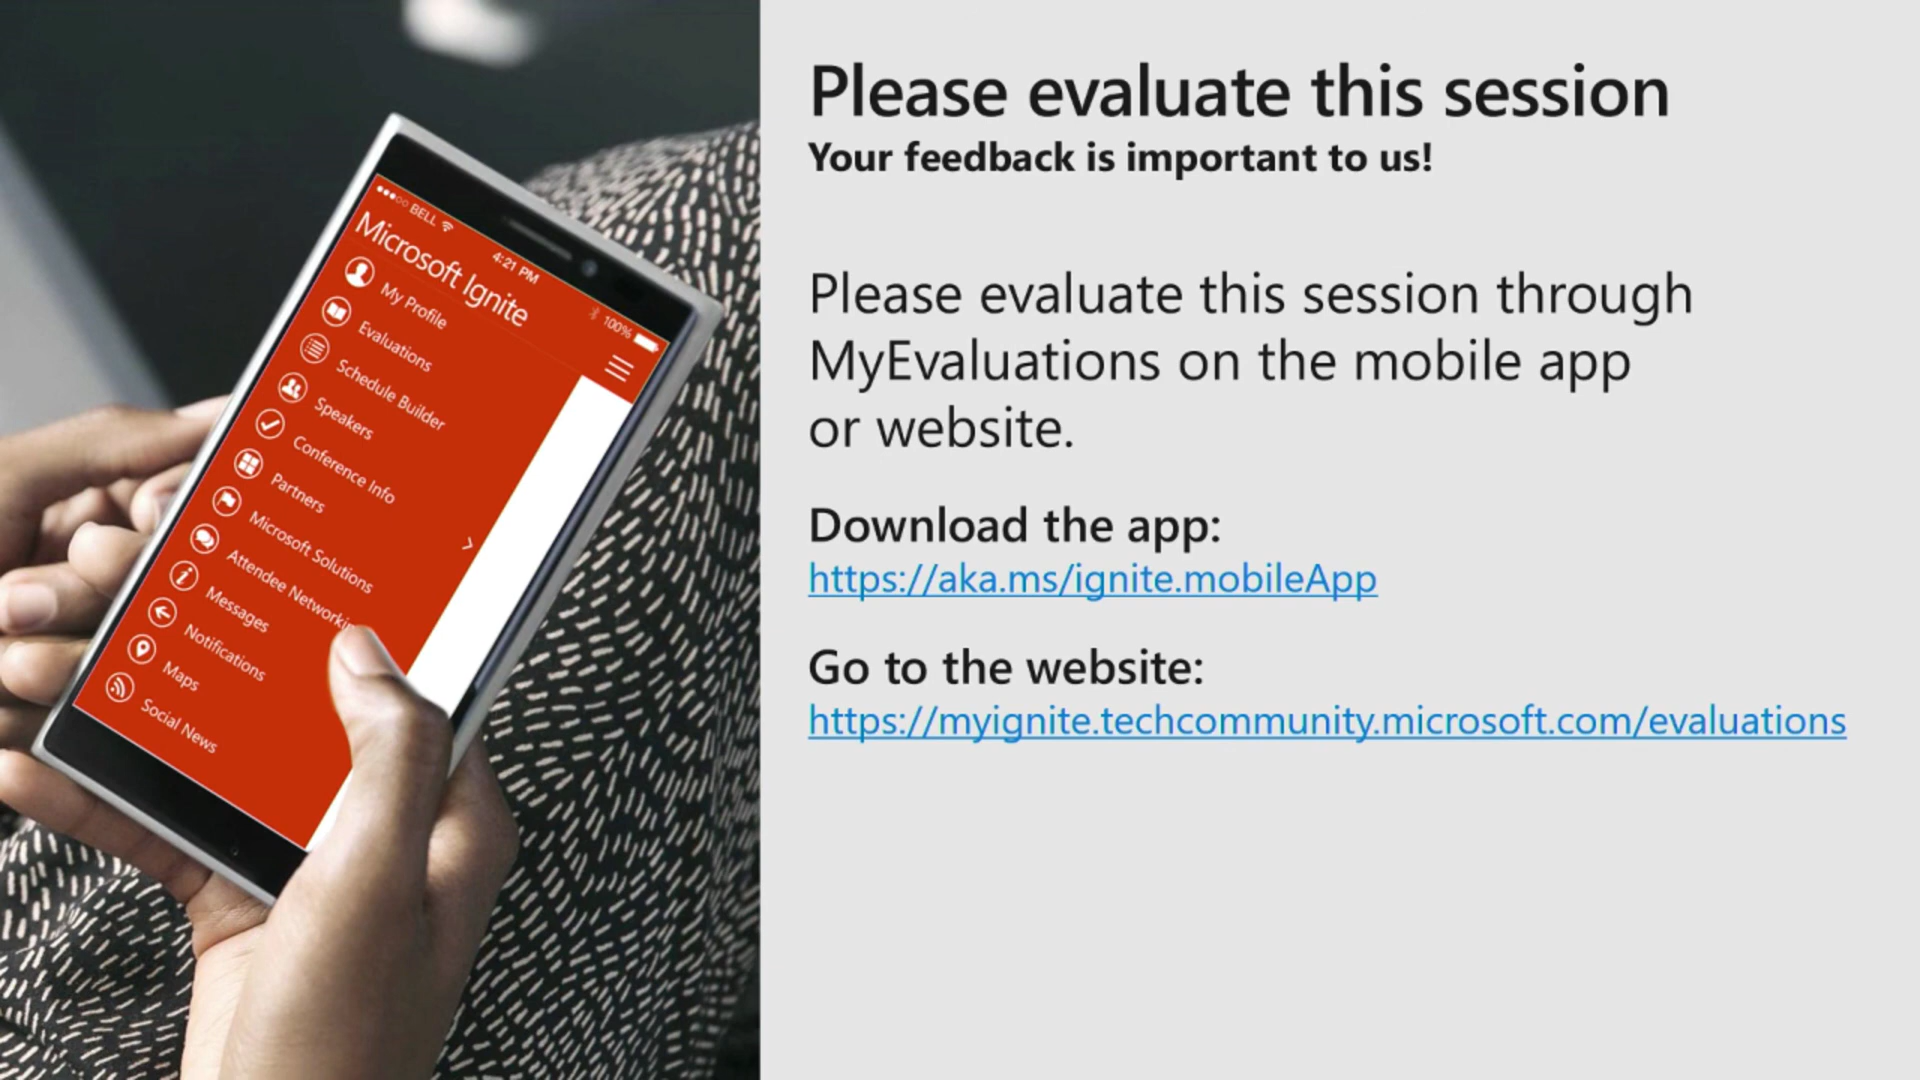 BELL
4:21 PM
100%
Microsoft Ignite
My Profile
Evaluations
Schedule Builder
Speakers
Conference Info
Partners
Microsoft Solutions
Attendee Networkin
Messages
Notifications
Maps
Social News
Please evaluate this session
Your feedback is important to us!
Please evaluate this session through
MyEvaluations on the mobile app
or website.
Download the app:
https://aka.ms/ignite.mobileApp
Go to the website:
https://myignite.techcommunity.microsoft.com/evaluations